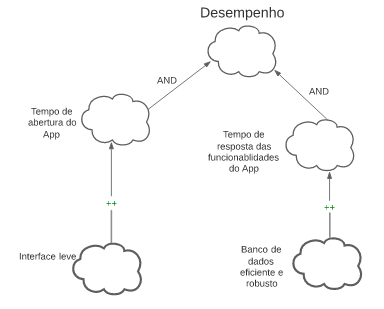 Desempenho
AND
AND
Tempo de
abertura do
App
Tempo de
resposta das
funcionablidades
do App
++
++
Interface leve
Banco de
dados
eficiente e
robusto